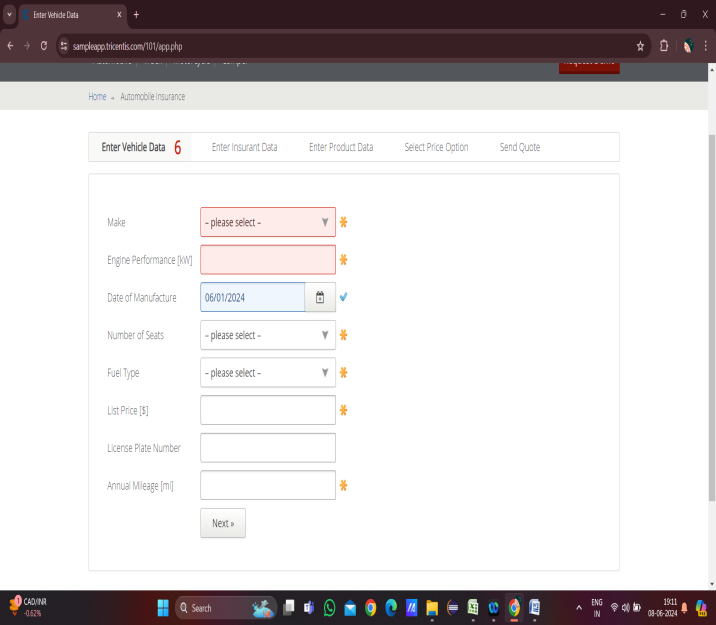 Enter Vehicle Data
sampleapp.tricentis.com/101/app.php
Home
Automobile Insurance
Enter Vehicle Data 6
Enter Insurant Data
Enter Product Data
Select Price Option
Send Quote
Make
– please select –
Engine Performance [kW]
Date of Manufacture
06/01/2024
Number of Seats
– please select –
Fuel Type
– please select –
List Price [$]
License Plate Number
Annual Mileage [mi]
Next »
CAD/INR
-0.62%
1
Search
ENG
IN
19:11
08-06-2024